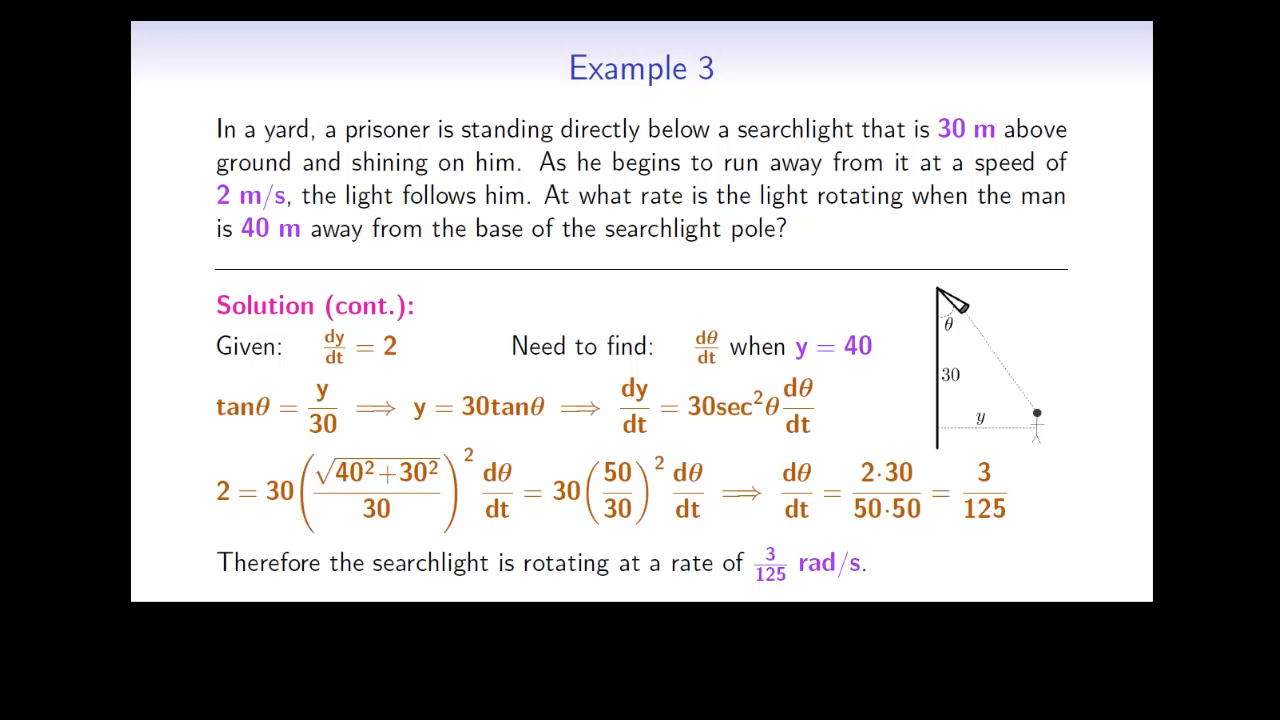 Example 3
In a yard, a prisoner is standing directly below a searchlight that is 30 m above
ground and shining on him. As he begins to run away from it at a speed of
2 m/s, the light follows him. At what rate is the light rotating when the man
is 40 m away from the base of the searchlight pole?
Solution (cont.):
Given: dy/dt = 2 Need to find: dθ/dt when y = 40
tanθ = y/30 ⟹ y = 30tanθ ⟹ dy/dt = 30sec²θ dθ/dt
2 = 30(√(40²+30²)/30)² dθ/dt = 30(50/30)² dθ/dt ⟹ dθ/dt = 2·30/50·50 = 3/125
Therefore the searchlight is rotating at a rate of 3/125 rad/s.
θ
30
y